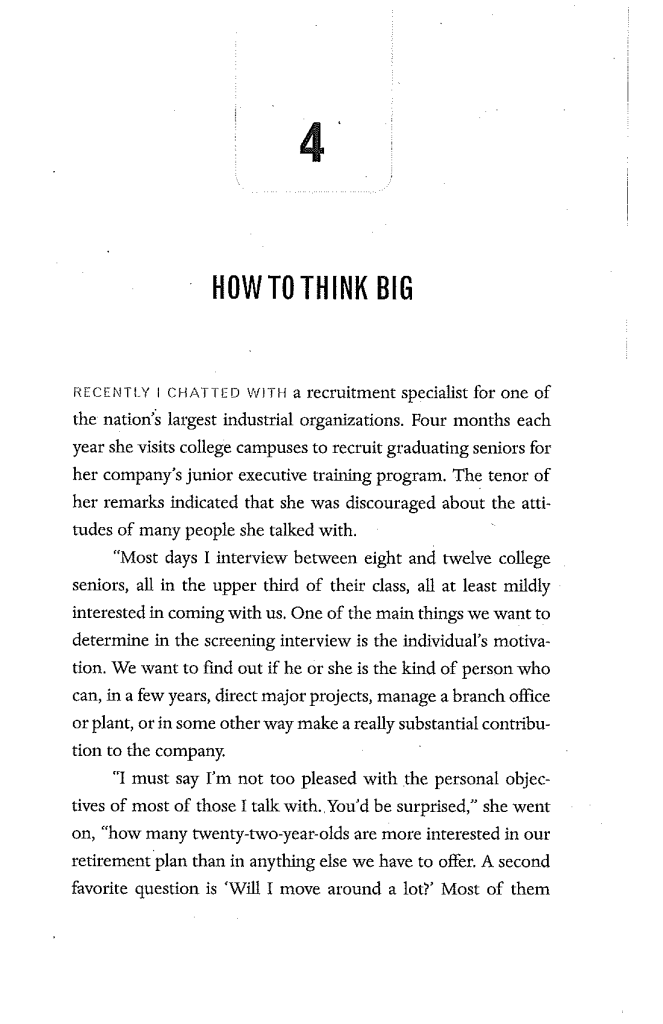 4
HOW TO THINK BIG
RECENTLY I CHATTED WITH a recruitment specialist for one of
the nation's largest industrial organizations. Four months each
year she visits college campuses to recruit graduating seniors for
her company's junior executive training program. The tenor of
her remarks indicated that she was discouraged about the atti-
tudes of many people she talked with.
"Most days I interview between eight and twelve college
seniors, all in the upper third of their class, all at least mildly
interested in coming with us. One of the main things we want to
determine in the screening interview is the individual's motiva-
tion. We want to find out if he or she is the kind of person who
can, in a few years, direct major projects, manage a branch office
or plant, or in some other way make a really substantial contribu-
tion to the company.
"I must say I'm not too pleased with the personal objec-
tives of most of those I talk with. You'd be surprised," she went
on, "how many twenty-two-year-olds are more interested in our
retirement plan than in anything else we have to offer. A second
favorite question is 'Will I move around a lot?' Most of them